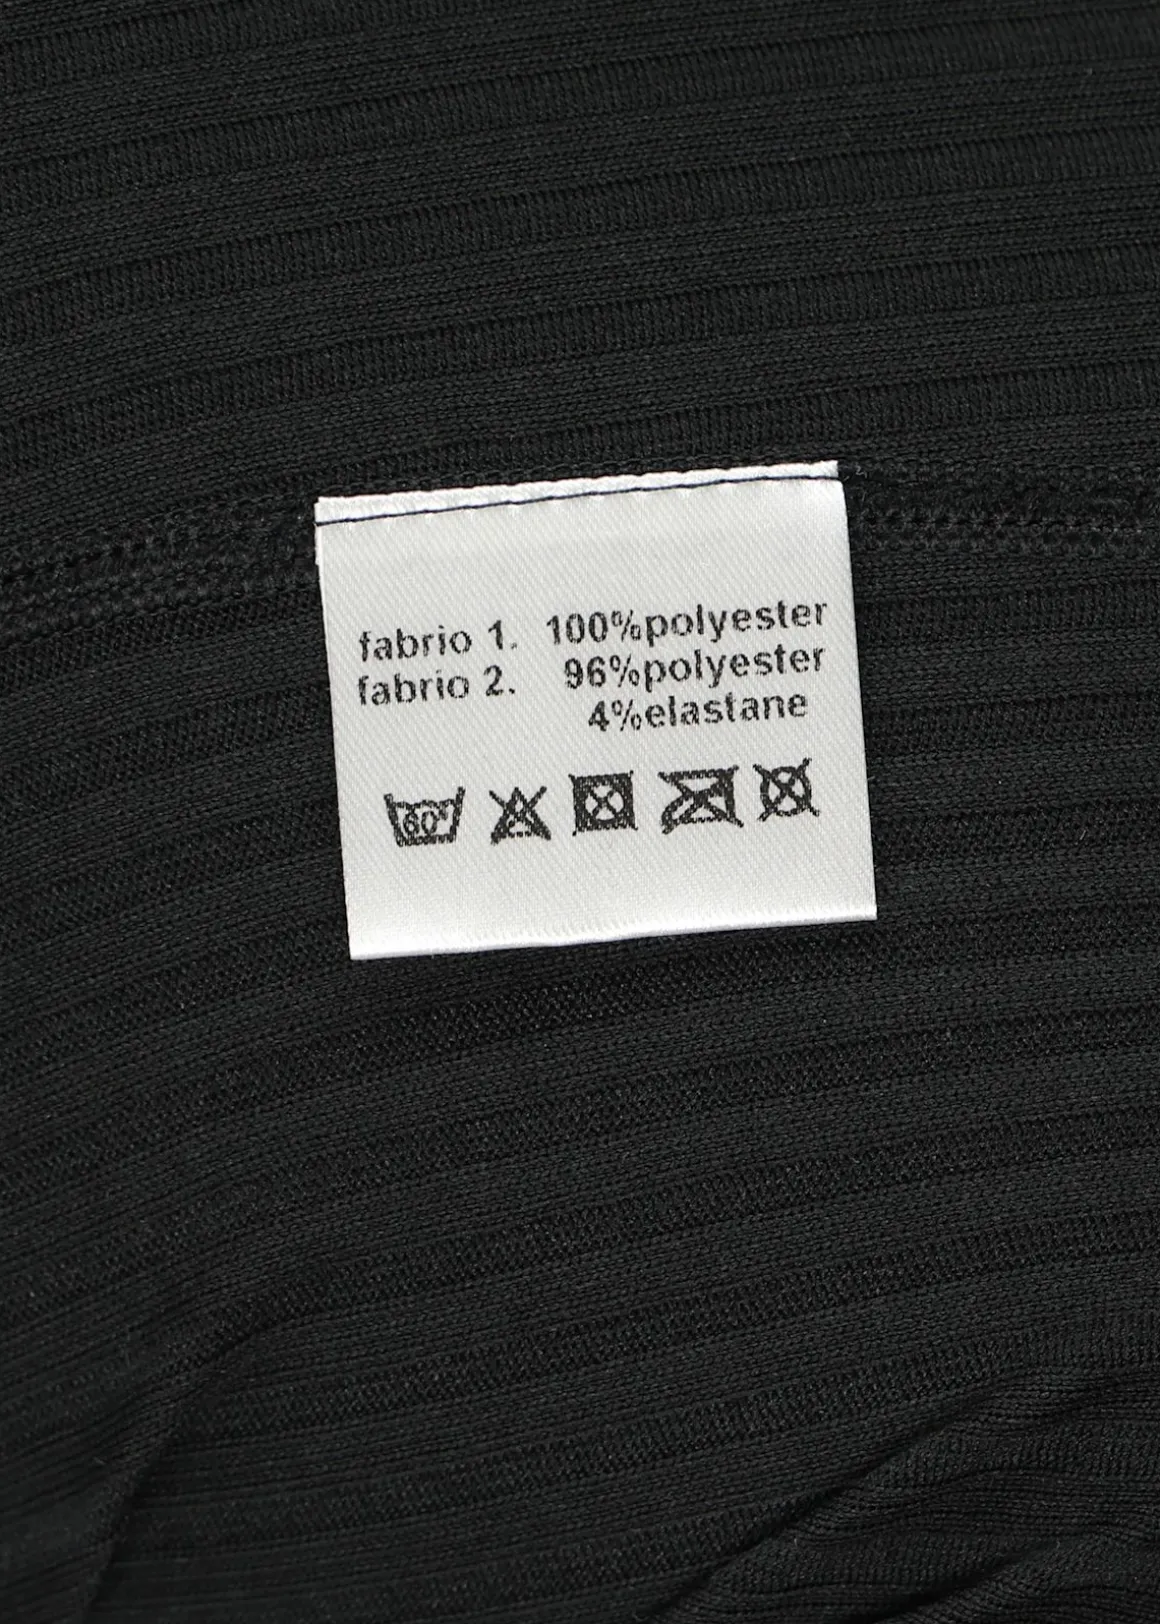 fabrio 1. 100%polyester
fabrio 2. 96%polyester
4%elastane
60°